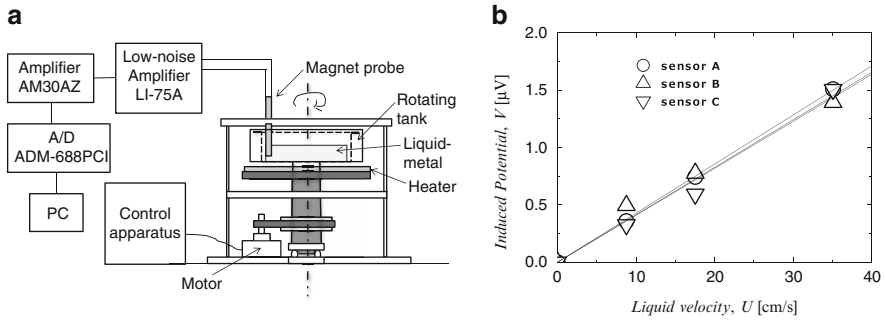 a
Amplifier
AM30AZ
Low-noise
Amplifier
LI-75A
A/D
ADM-688PCI
PC
Control
apparatus
Motor
Magnet probe
Rotating
tank
Liquid-
metal
Heater
b
Induced Potential, V [µV]
2.0
1.5
1.0
0.5
0.0
sensor A
sensor B
sensor C
0
10
20
30
40
Liquid velocity, U [cm/s]